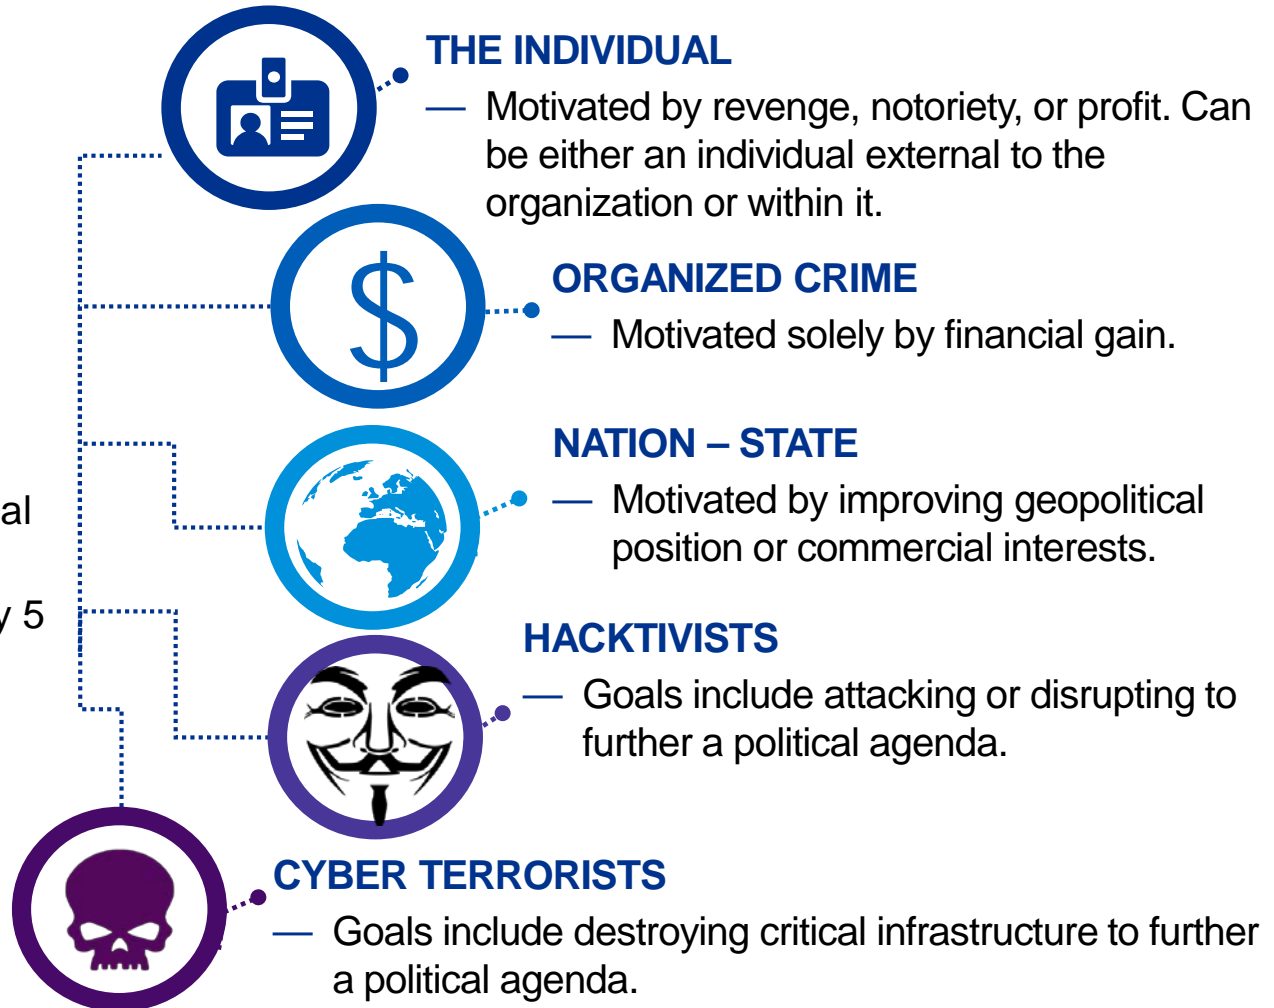 THE INDIVIDUAL
— Motivated by revenge, notoriety, or profit. Can
be either an individual external to the
organization or within it.
$
ORGANIZED CRIME
— Motivated solely by financial gain.
NATION – STATE
— Motivated by improving geopolitical
position or commercial interests.
al
y 5
HACKTIVISTS
— Goals include attacking or disrupting to
further a political agenda.
CYBER TERRORISTS
— Goals include destroying critical infrastructure to further
a political agenda.